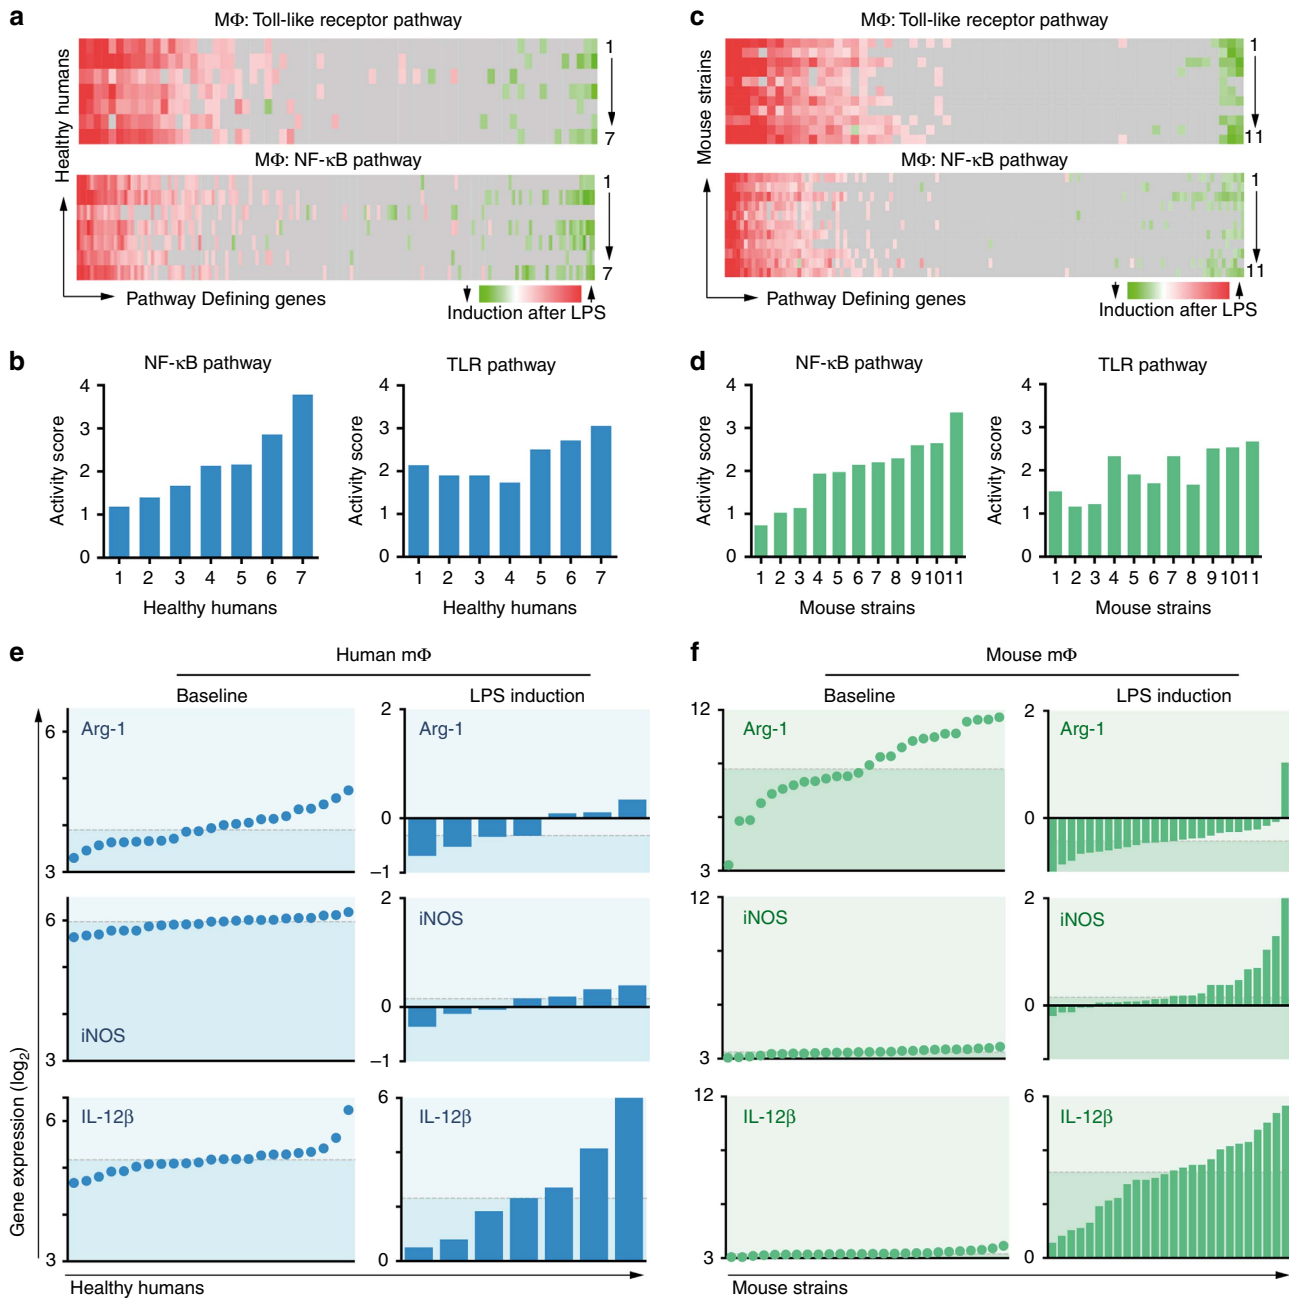 a
MΦ: Toll-like receptor pathway
Healthy humans
1
7
MΦ: NF-κB pathway
1
7
Pathway Defining genes
Induction after LPS
c
MΦ: Toll-like receptor pathway
Mouse strains
1
11
MΦ: NF-κB pathway
1
11
Pathway Defining genes
Induction after LPS
b
NF-κB pathway
Activity score
4
3
2
1
0
1 2 3 4 5 6 7
Healthy humans
TLR pathway
Activity score
4
3
2
1
0
1 2 3 4 5 6 7
Healthy humans
d
NF-κB pathway
Activity score
4
3
2
1
0
1 2 3 4 5 6 7 8 9 10 11
Mouse strains
TLR pathway
Activity score
4
3
2
1
0
1 2 3 4 5 6 7 8 9 10 11
Mouse strains
e
Human mΦ
Baseline
LPS induction
Gene expression (log2)
6
Arg-1
3
2
Arg-1
0
−1
6
iNOS
3
2
iNOS
0
−1
6
IL-12β
3
6
IL-12β
0
Healthy humans
f
Mouse mΦ
Baseline
LPS induction
12
Arg-1
3
2
Arg-1
0
12
iNOS
3
2
iNOS
0
12
IL-12β
3
6
IL-12β
0
Mouse strains